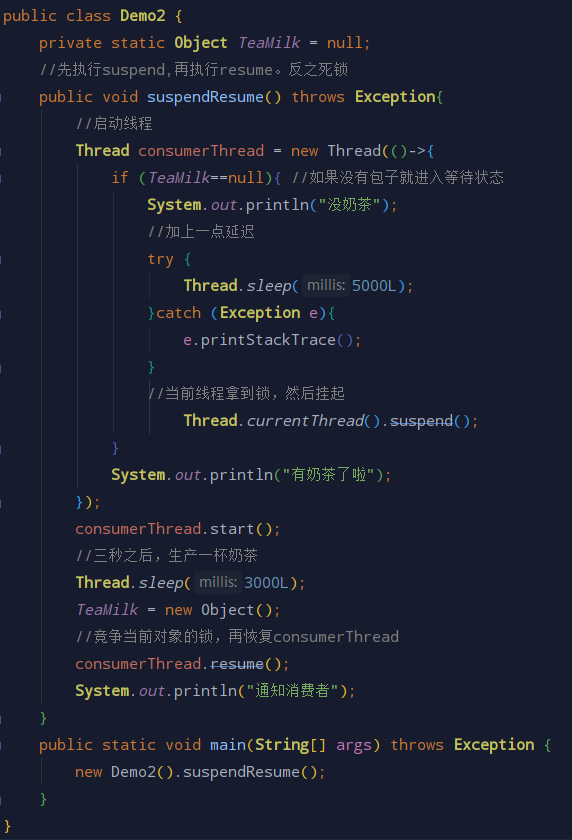 public class Demo2 {
    private static Object TeaMilk = null;
    //先执行suspend,再执行resume。反之死锁
    public void suspendResume() throws Exception{
        //启动线程
        Thread consumerThread = new Thread(()->{
            if (TeaMilk==null){ //如果没有包子就进入等待状态
                System.out.println("没奶茶");
                //加上一点延迟
                try {
                    Thread.sleep( millis: 5000L);
                }catch (Exception e){
                    e.printStackTrace();
                }
                //当前线程拿到锁，然后挂起
                    Thread.currentThread().suspend();
            }
            System.out.println("有奶茶了啦");
        });
        consumerThread.start();
        //三秒之后，生产一杯奶茶
        Thread.sleep( millis: 3000L);
        TeaMilk = new Object();
        //竞争当前对象的锁，再恢复consumerThread
        consumerThread.resume();
        System.out.println("通知消费者");
    }
    public static void main(String[] args) throws Exception {
        new Demo2().suspendResume();
    }
}